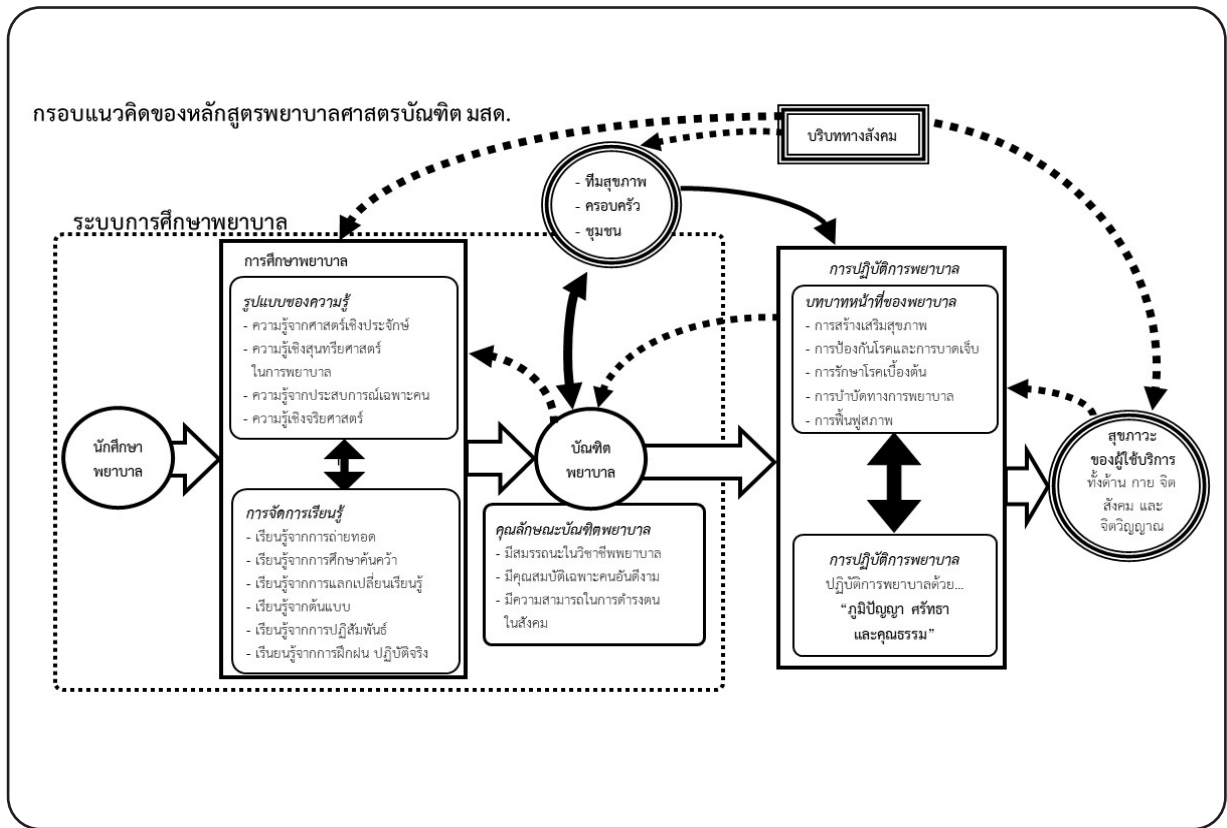 กรอบแนวคิดของหลักสูตรพยาบาลศาสตรบัณฑิต มสด.
บริบททางสังคม
- ทีมสุขภาพ
- ครอบครัว
- ชุมชน
ระบบการศึกษาพยาบาล
การศึกษาพยาบาล
รูปแบบของความรู้
- ความรู้จากศาสตร์เชิงประจักษ์
- ความรู้เชิงสุนทรียศาสตร์
ในการพยาบาล
- ความรู้จากประสบการณ์เฉพาะคน
- ความรู้เชิงจริยศาสตร์
นักศึกษา
พยาบาล
การจัดการเรียนรู้
- เรียนรู้จากการถ่ายทอด
- เรียนรู้จากการศึกษาค้นคว้า
- เรียนรู้จากการแลกเปลี่ยนเรียนรู้
- เรียนรู้จากต้นแบบ
- เรียนรู้จากการปฏิสัมพันธ์
- เรีนยนรู้จากการฝึกฝน ปฏิบัติจริง
บัณฑิต
พยาบาล
คุณลักษณะบัณฑิตพยาบาล
- มีสมรรถนะในวิชาชีพพยาบาล
- มีคุณสมบัติเฉพาะคนอันดีงาม
- มีความสามารถในการดำรงตน
ในสังคม
การปฏิบัติการพยาบาล
บทบาทหน้าที่ของพยาบาล
- การสร้างเสริมสุขภาพ
- การป้องกันโรคและการบาดเจ็บ
- การรักษาโรคเบื้องต้น
- การบำบัดทางการพยาบาล
- การฟื้นฟูสภาพ
การปฏิบัติการพยาบาล
ปฏิบัติการพยาบาลด้วย...
“ภูมิปัญญา ศรัทธา
และคุณธรรม”
สุขภาวะ
ของผู้ใช้บริการ
ทั้งด้าน กาย จิต
สังคม และ
จิตวิญญาณ